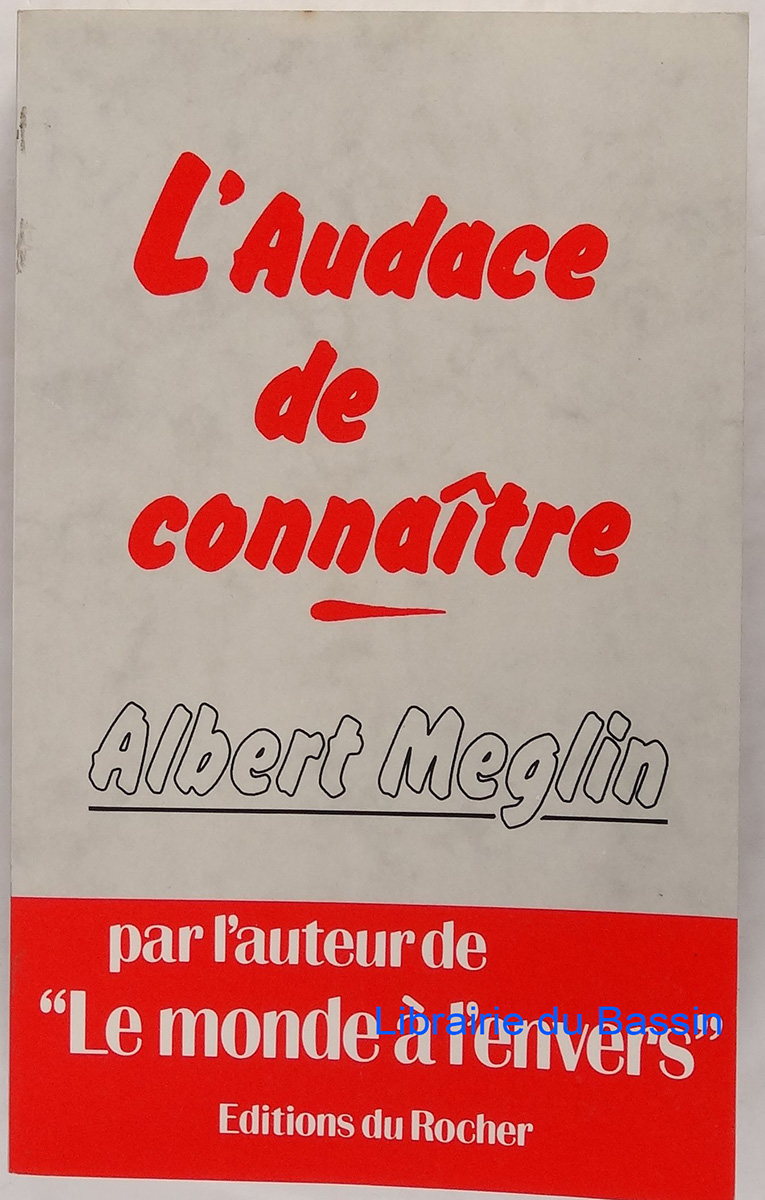 L'Audace
de
connaître
Albert Meglin
par l'auteur de
“Le monde à l'envers”
Librairie du Bassin
Editions du Rocher